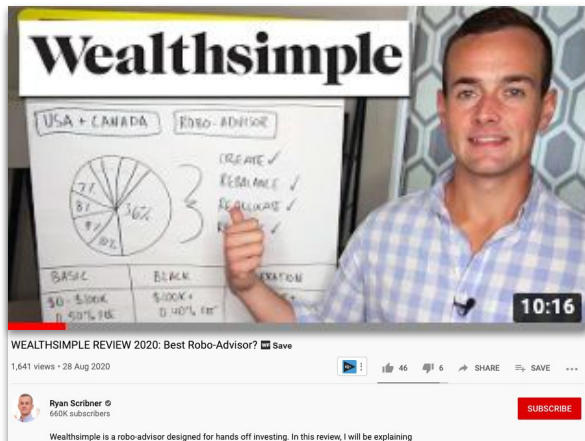 Wealthsimple
USA + CANADA
ROBO-ADVISOR
CREATE ✓
REBALANCE ✓
REALLOCATE ✓
7%
8%
36%
BASIC
BLACK
$0 - $100K
$100K+
0.50% FEE
0.40% FEE
10:16
WEALTHSIMPLE REVIEW 2020: Best Robo-Advisor? Save
1,641 views • 28 Aug 2020
46
6
SHARE
SAVE
Ryan Scribner
660K subscribers
SUBSCRIBE
Wealthsimple is a robo-advisor designed for hands off investing. In this review, I will be explaining